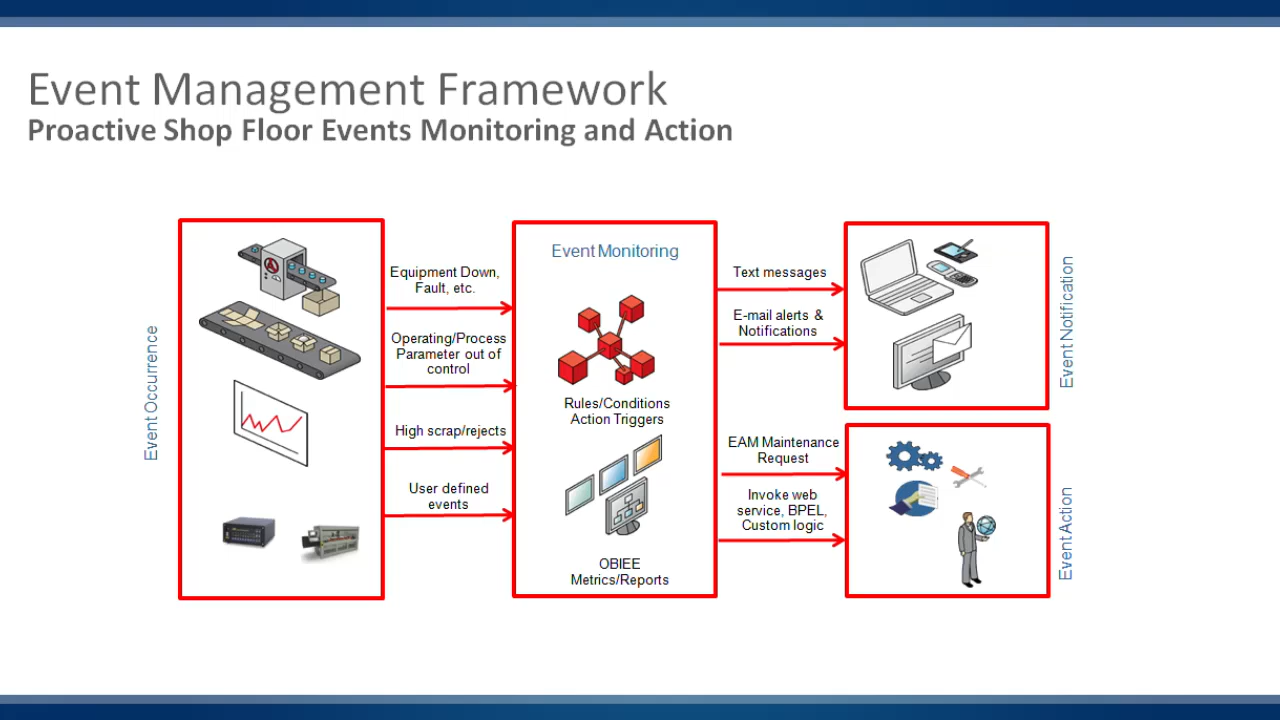 Event Management Framework
Proactive Shop Floor Events Monitoring and Action
Event Occurrence
Equipment Down,
Fault, etc.
Operating/Process
Parameter out of
control
High scrap/rejects
User defined
events
Event Monitoring
Rules/Conditions
Action Triggers
OBIEE
Metrics/Reports
Text messages
E-mail alerts &
Notifications
EAM Maintenance
Request
Invoke web
service, BPEL,
Custom logic
Event Notification
Event Action